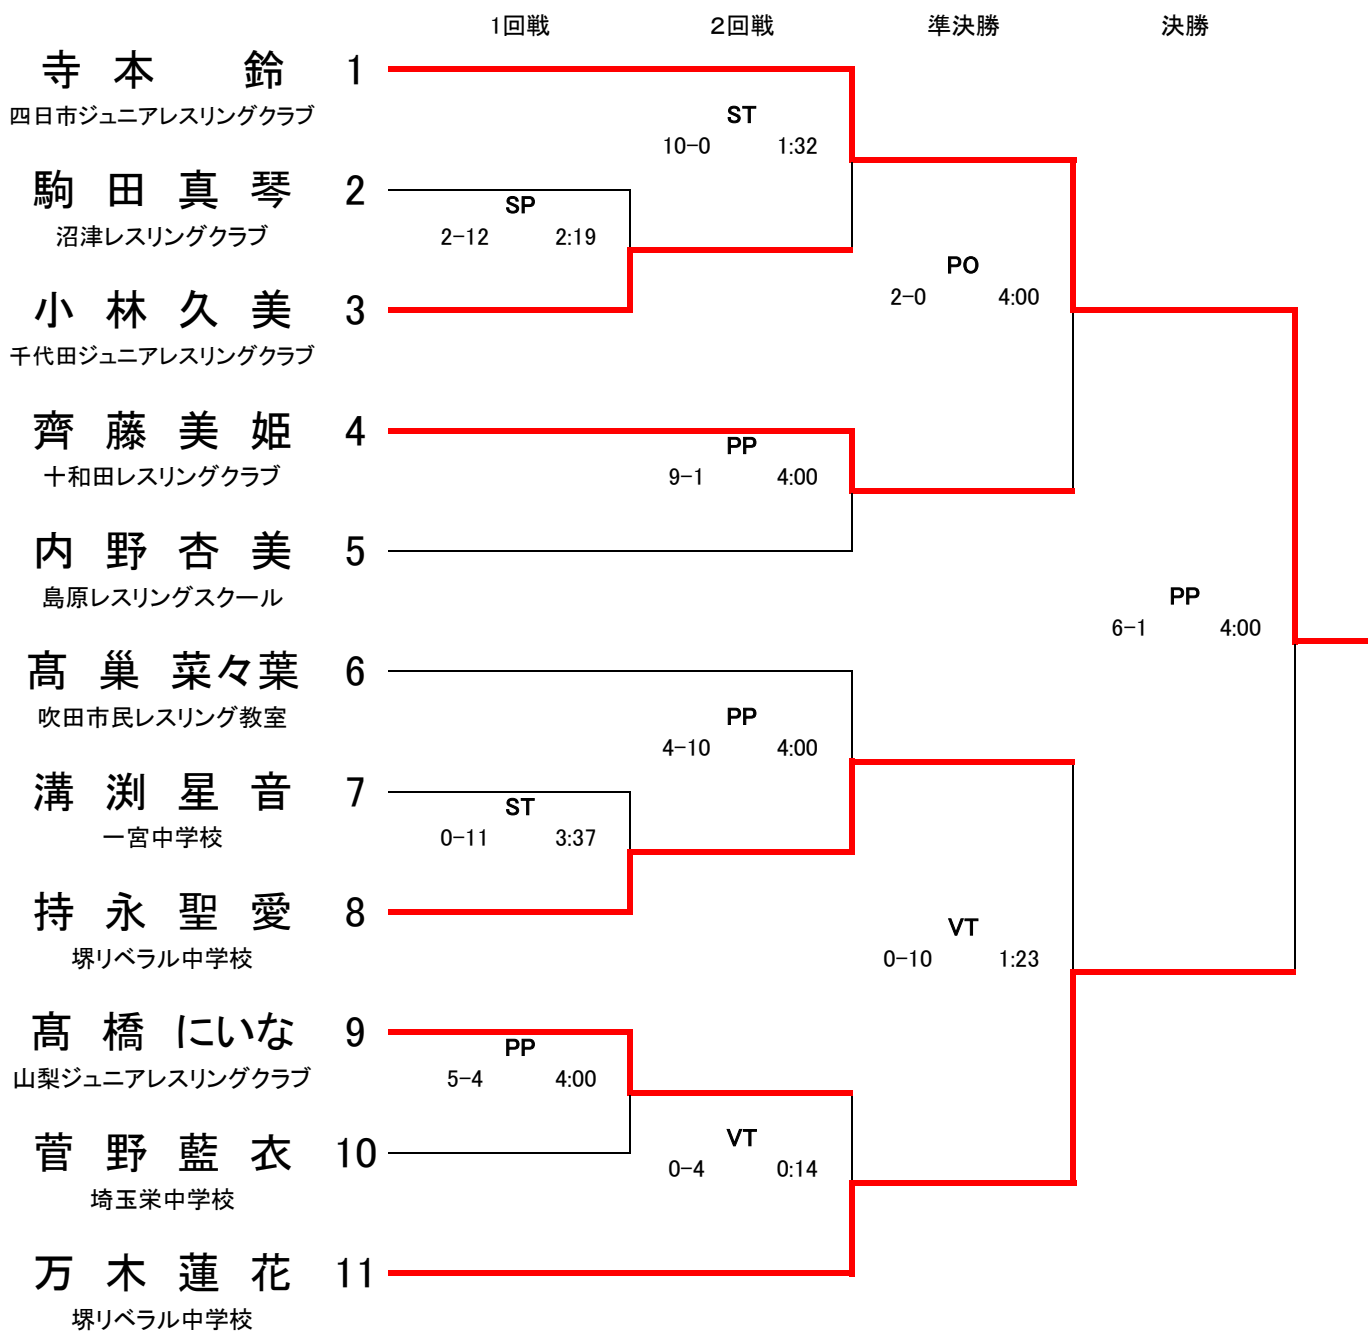 1回戦 2回戦 準決勝 決勝
寺本 鈴 1
四日市ジュニアレスリングクラブ
ST
10-0 1:32
駒田真琴 2
沼津レスリングクラブ
SP
2-12 2:19
小林久美 3
千代田ジュニアレスリングクラブ
PO
2-0 4:00
齊藤美姫 4
十和田レスリングクラブ
PP
9-1 4:00
内野杏美 5
島原レスリングスクール
PP
6-1 4:00
髙巣菜々葉 6
吹田市民レスリング教室
PP
4-10 4:00
溝渕星音 7
一宮中学校
ST
0-11 3:37
持永聖愛 8
堺リベラル中学校
VT
0-10 1:23
髙橋にいな 9
山梨ジュニアレスリングクラブ
PP
5-4 4:00
菅野藍衣 10
埼玉栄中学校
VT
0-4 0:14
万木蓮花 11
堺リベラル中学校